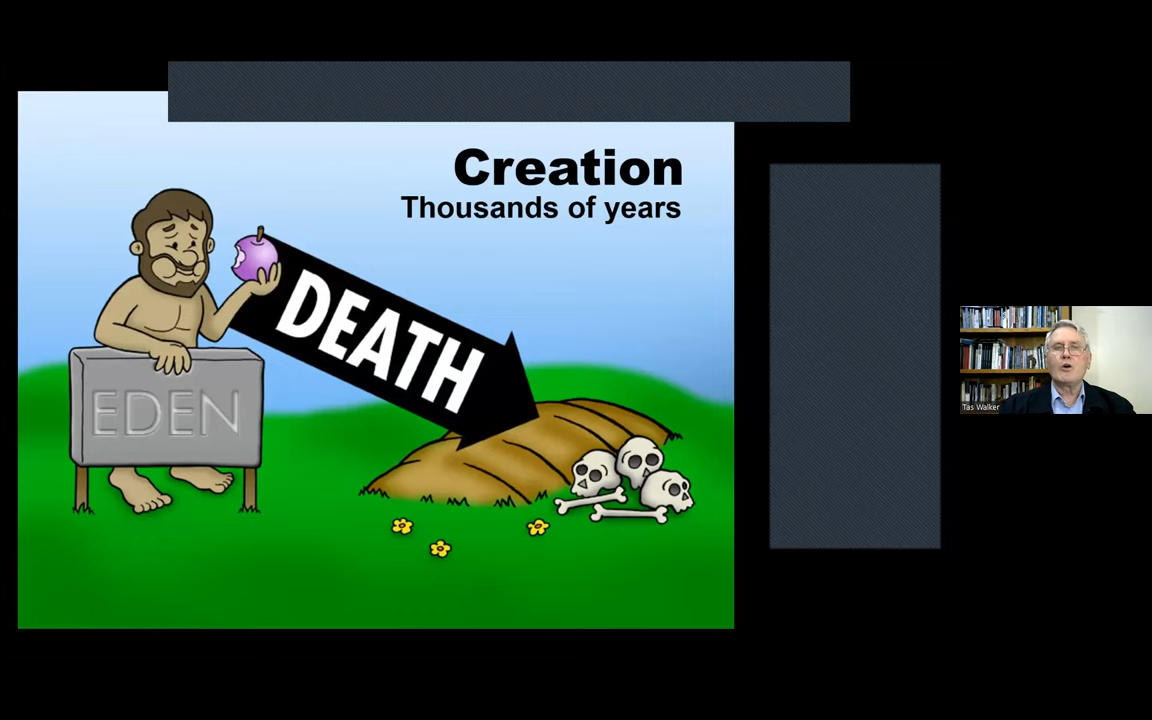 Creation
Thousands of years
DEATH
EDEN
Tas Walker